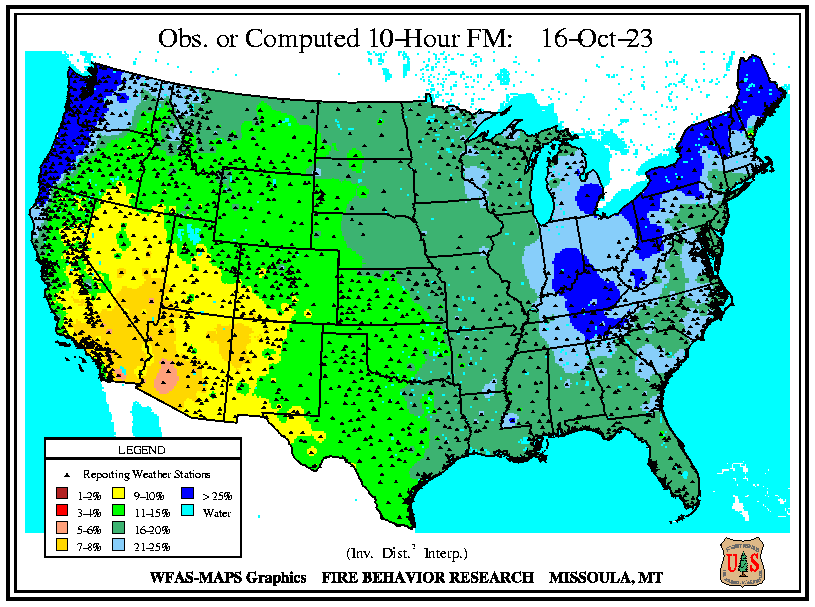 Obs. or Computed 10-Hour FM: 16-Oct-23
LEGEND
Reporting Weather Stations
1-2% 9-10% > 25%
3-4% 11-15% Water
5-6% 16-20%
7-8% 21-25%
(Inv. Dist.² Interp.)
WFAS-MAPS Graphics FIRE BEHAVIOR RESEARCH MISSOULA, MT
U S